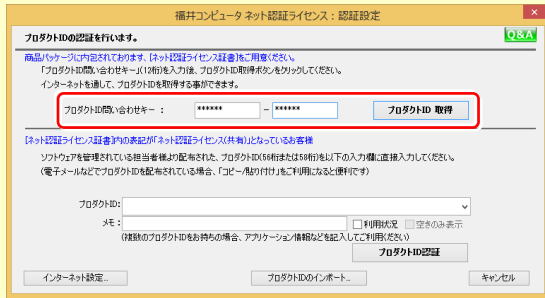 福井コンピュータ ネット認証ライセンス：認証設定
×
プロダクトIDの認証を行います。
Q&A
商品パッケージに内包されております、【ネット認証ライセンス証書】をご用意ください。
「プロダクトID問い合わせキー」(12桁)を入力後、プロダクトID取得ボタンをクリックしてください。
インターネットを通して、プロダクトIDを取得する事ができます。
プロダクトID問い合わせキー：
****** － ******
プロダクトID 取得
【ネット認証ライセンス証書】内の表記が「ネット認証ライセンス(共有)」となっているお客様
ソフトウェアを管理されている担当者様より配布された、プロダクトID(56桁または58桁)を以下の入力欄に直接入力してください。
(電子メールなどでプロダクトIDを配布されている場合、「コピー/貼り付け」をご利用になると便利です)
プロダクトID：
メモ：
利用状況
空きのみ表示
(複数のプロダクトIDをお持ちの場合、アプリケーション情報などを記入してご利用ください)
プロダクトID認証
インターネット設定...
プロダクトIDのインポート...
キャンセル